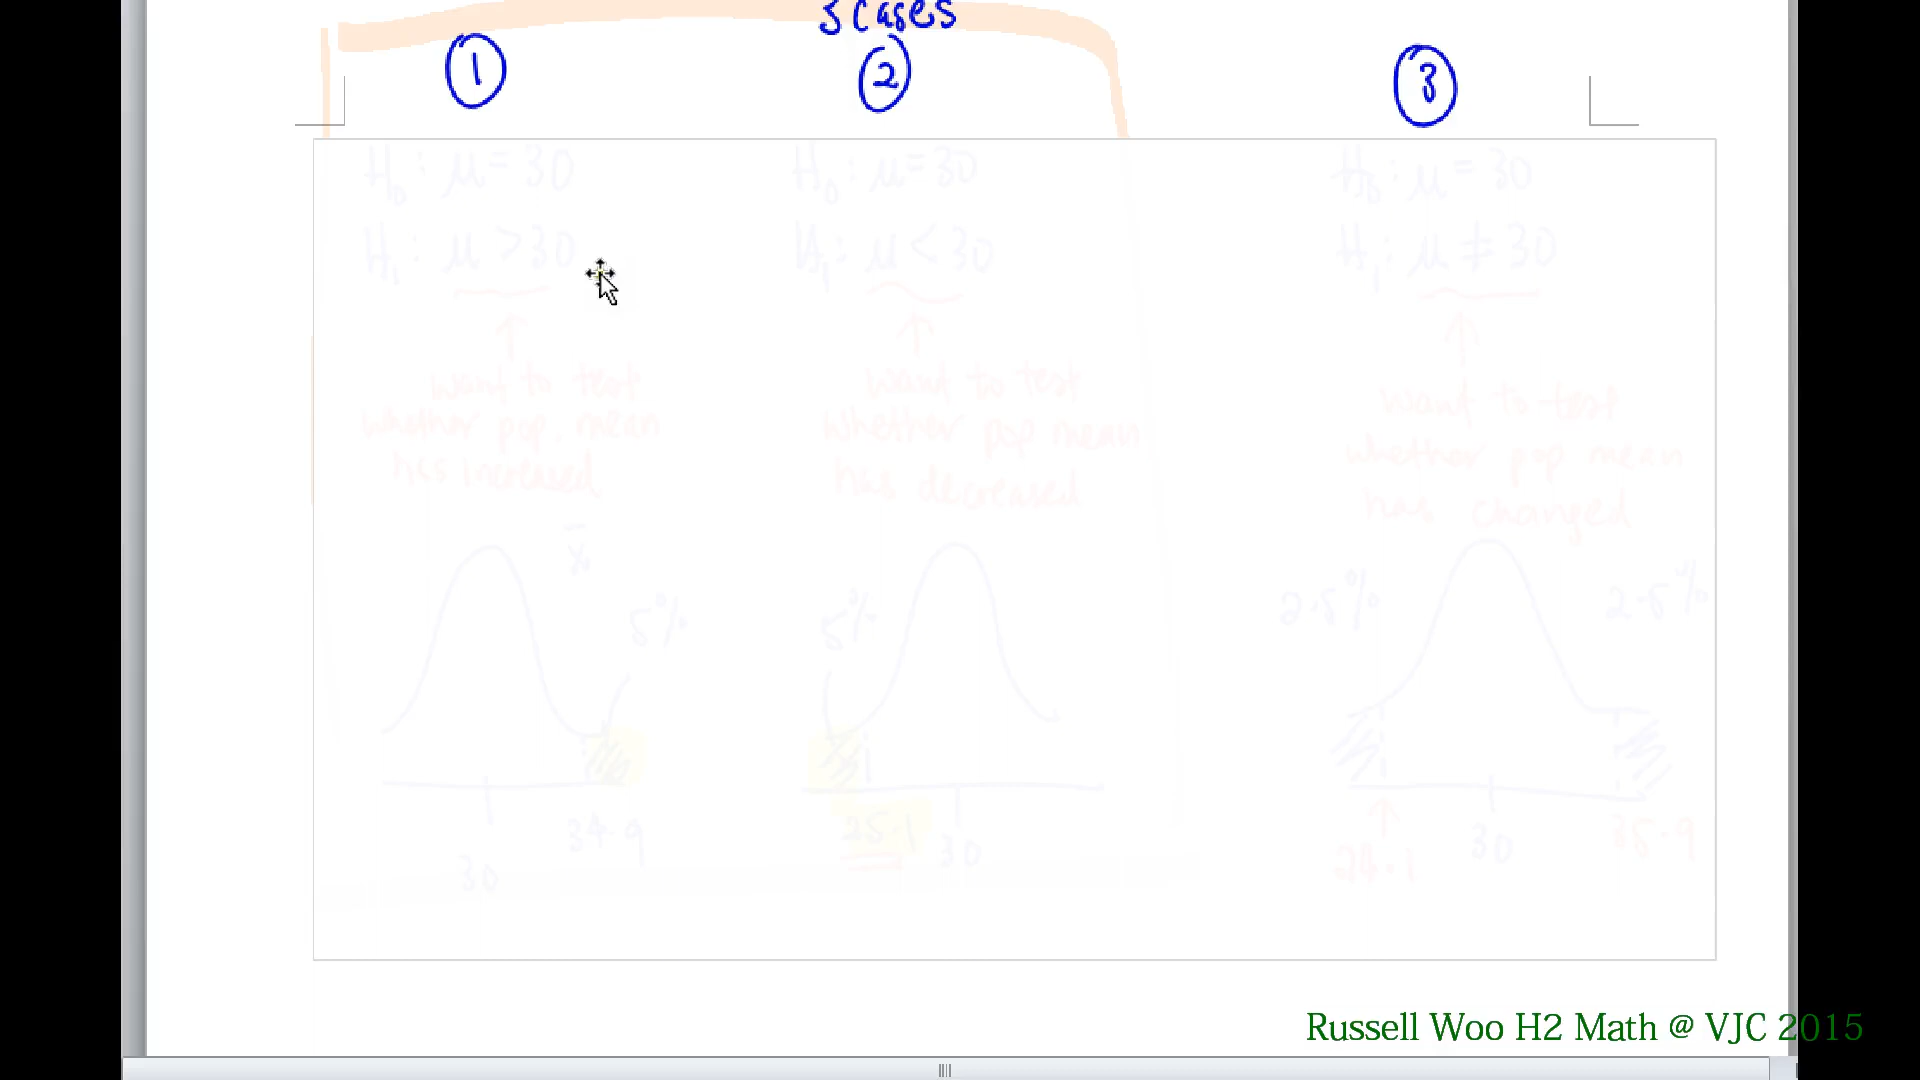 3 cases
1 2 3
H0 : μ = 30 H0 : μ = 30 H0 : μ = 30
H1 : μ > 30 H1 : μ < 30 H1 : μ ≠ 30
want to test
whether pop. mean
has increased
want to test
whether pop mean
has decreased
want to test
whether pop mean
has changed
x̄
5% 5% 2.5% 2.5%
34.9 25.1 30 24.1 30 35.9
30
Russell Woo H2 Math @ VJC 2015